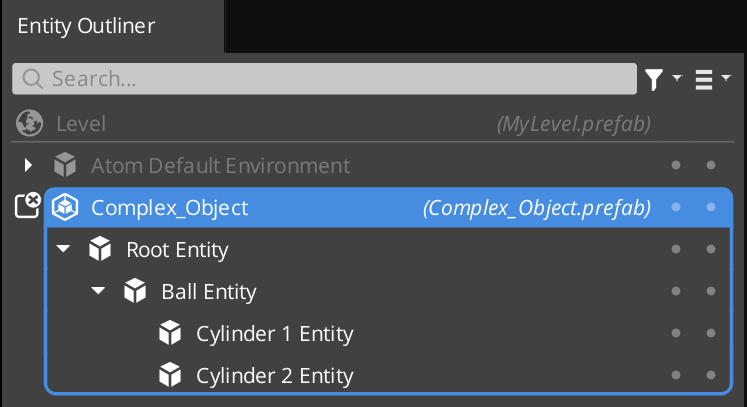 Entity Outliner
Search...
Level (MyLevel.prefab)
Atom Default Environment
Complex_Object (Complex_Object.prefab)
Root Entity
Ball Entity
Cylinder 1 Entity
Cylinder 2 Entity